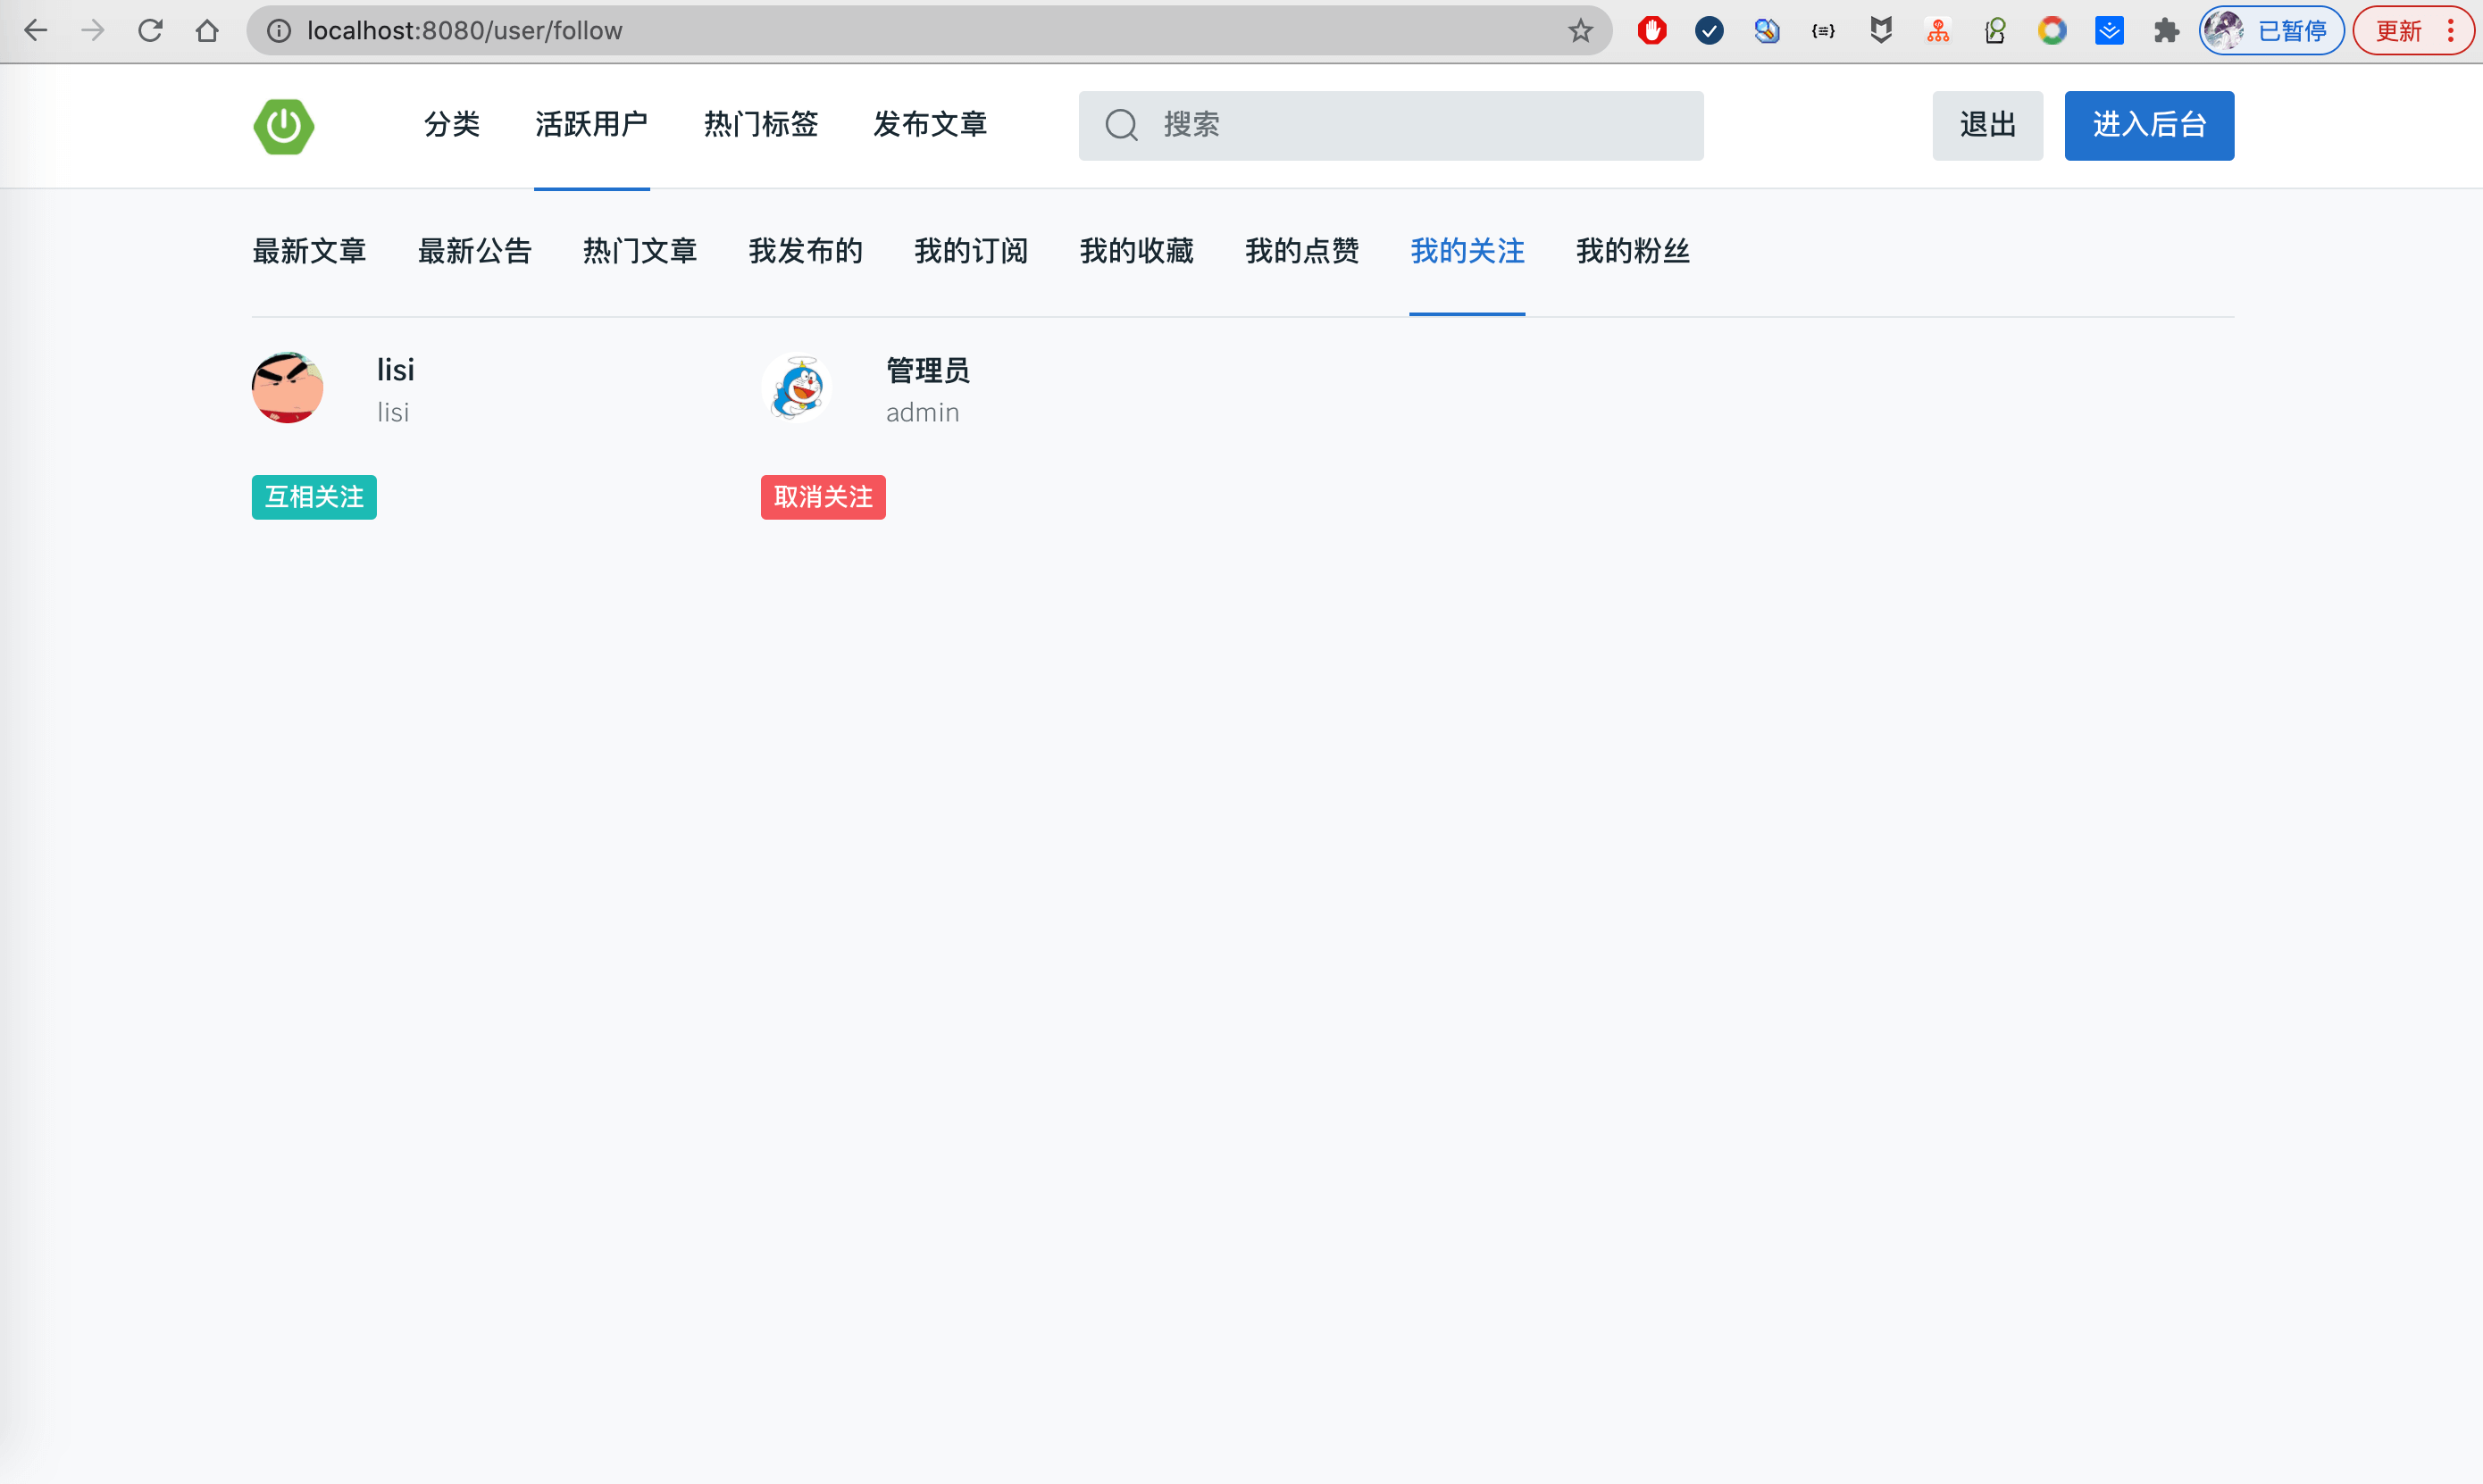 localhost:8080/user/follow
已暂停
更新
分类 活跃用户 热门标签 发布文章 搜索 退出 进入后台
最新文章 最新公告 热门文章 我发布的 我的订阅 我的收藏 我的点赞 我的关注 我的粉丝
lisi
lisi
管理员
admin
互相关注
取消关注